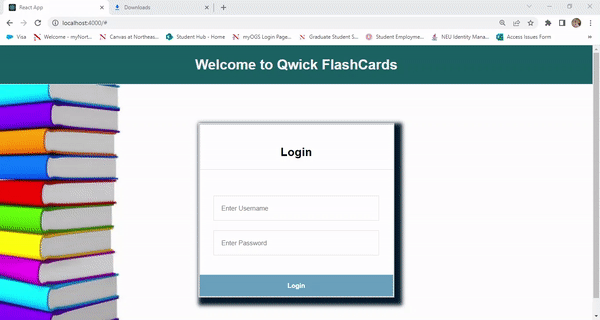 React App
Downloads
localhost:4000/#
Visa
Welcome - myNort...
Canvas at Northeas...
Student Hub - Home
myOGS Login Page...
Graduate Student S...
Student Employme...
NEU Identity Mana...
Access Issues Form
Welcome to Qwick FlashCards
Login
Enter Username
Enter Password
Login